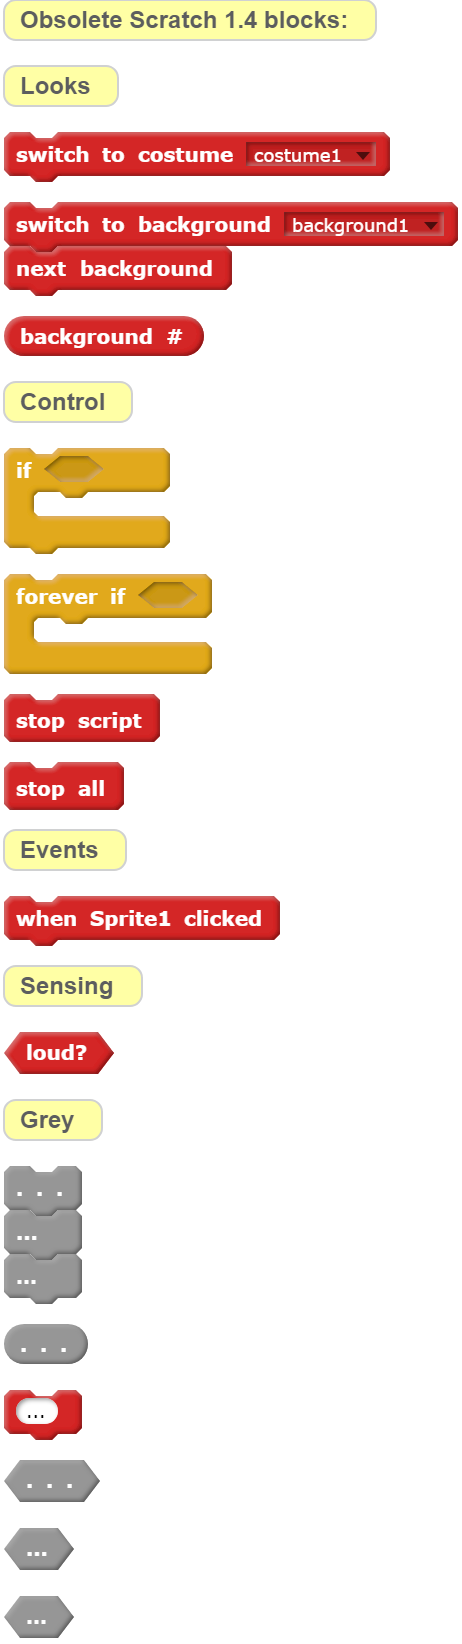 Obsolete Scratch 1.4 blocks:
Looks
switch to costume costume1
switch to background background1
next background
background #
Control
if
forever if
stop script
stop all
Events
when Sprite1 clicked
Sensing
loud?
Grey
. . .
...
...
. . .
...
. . .
...
...